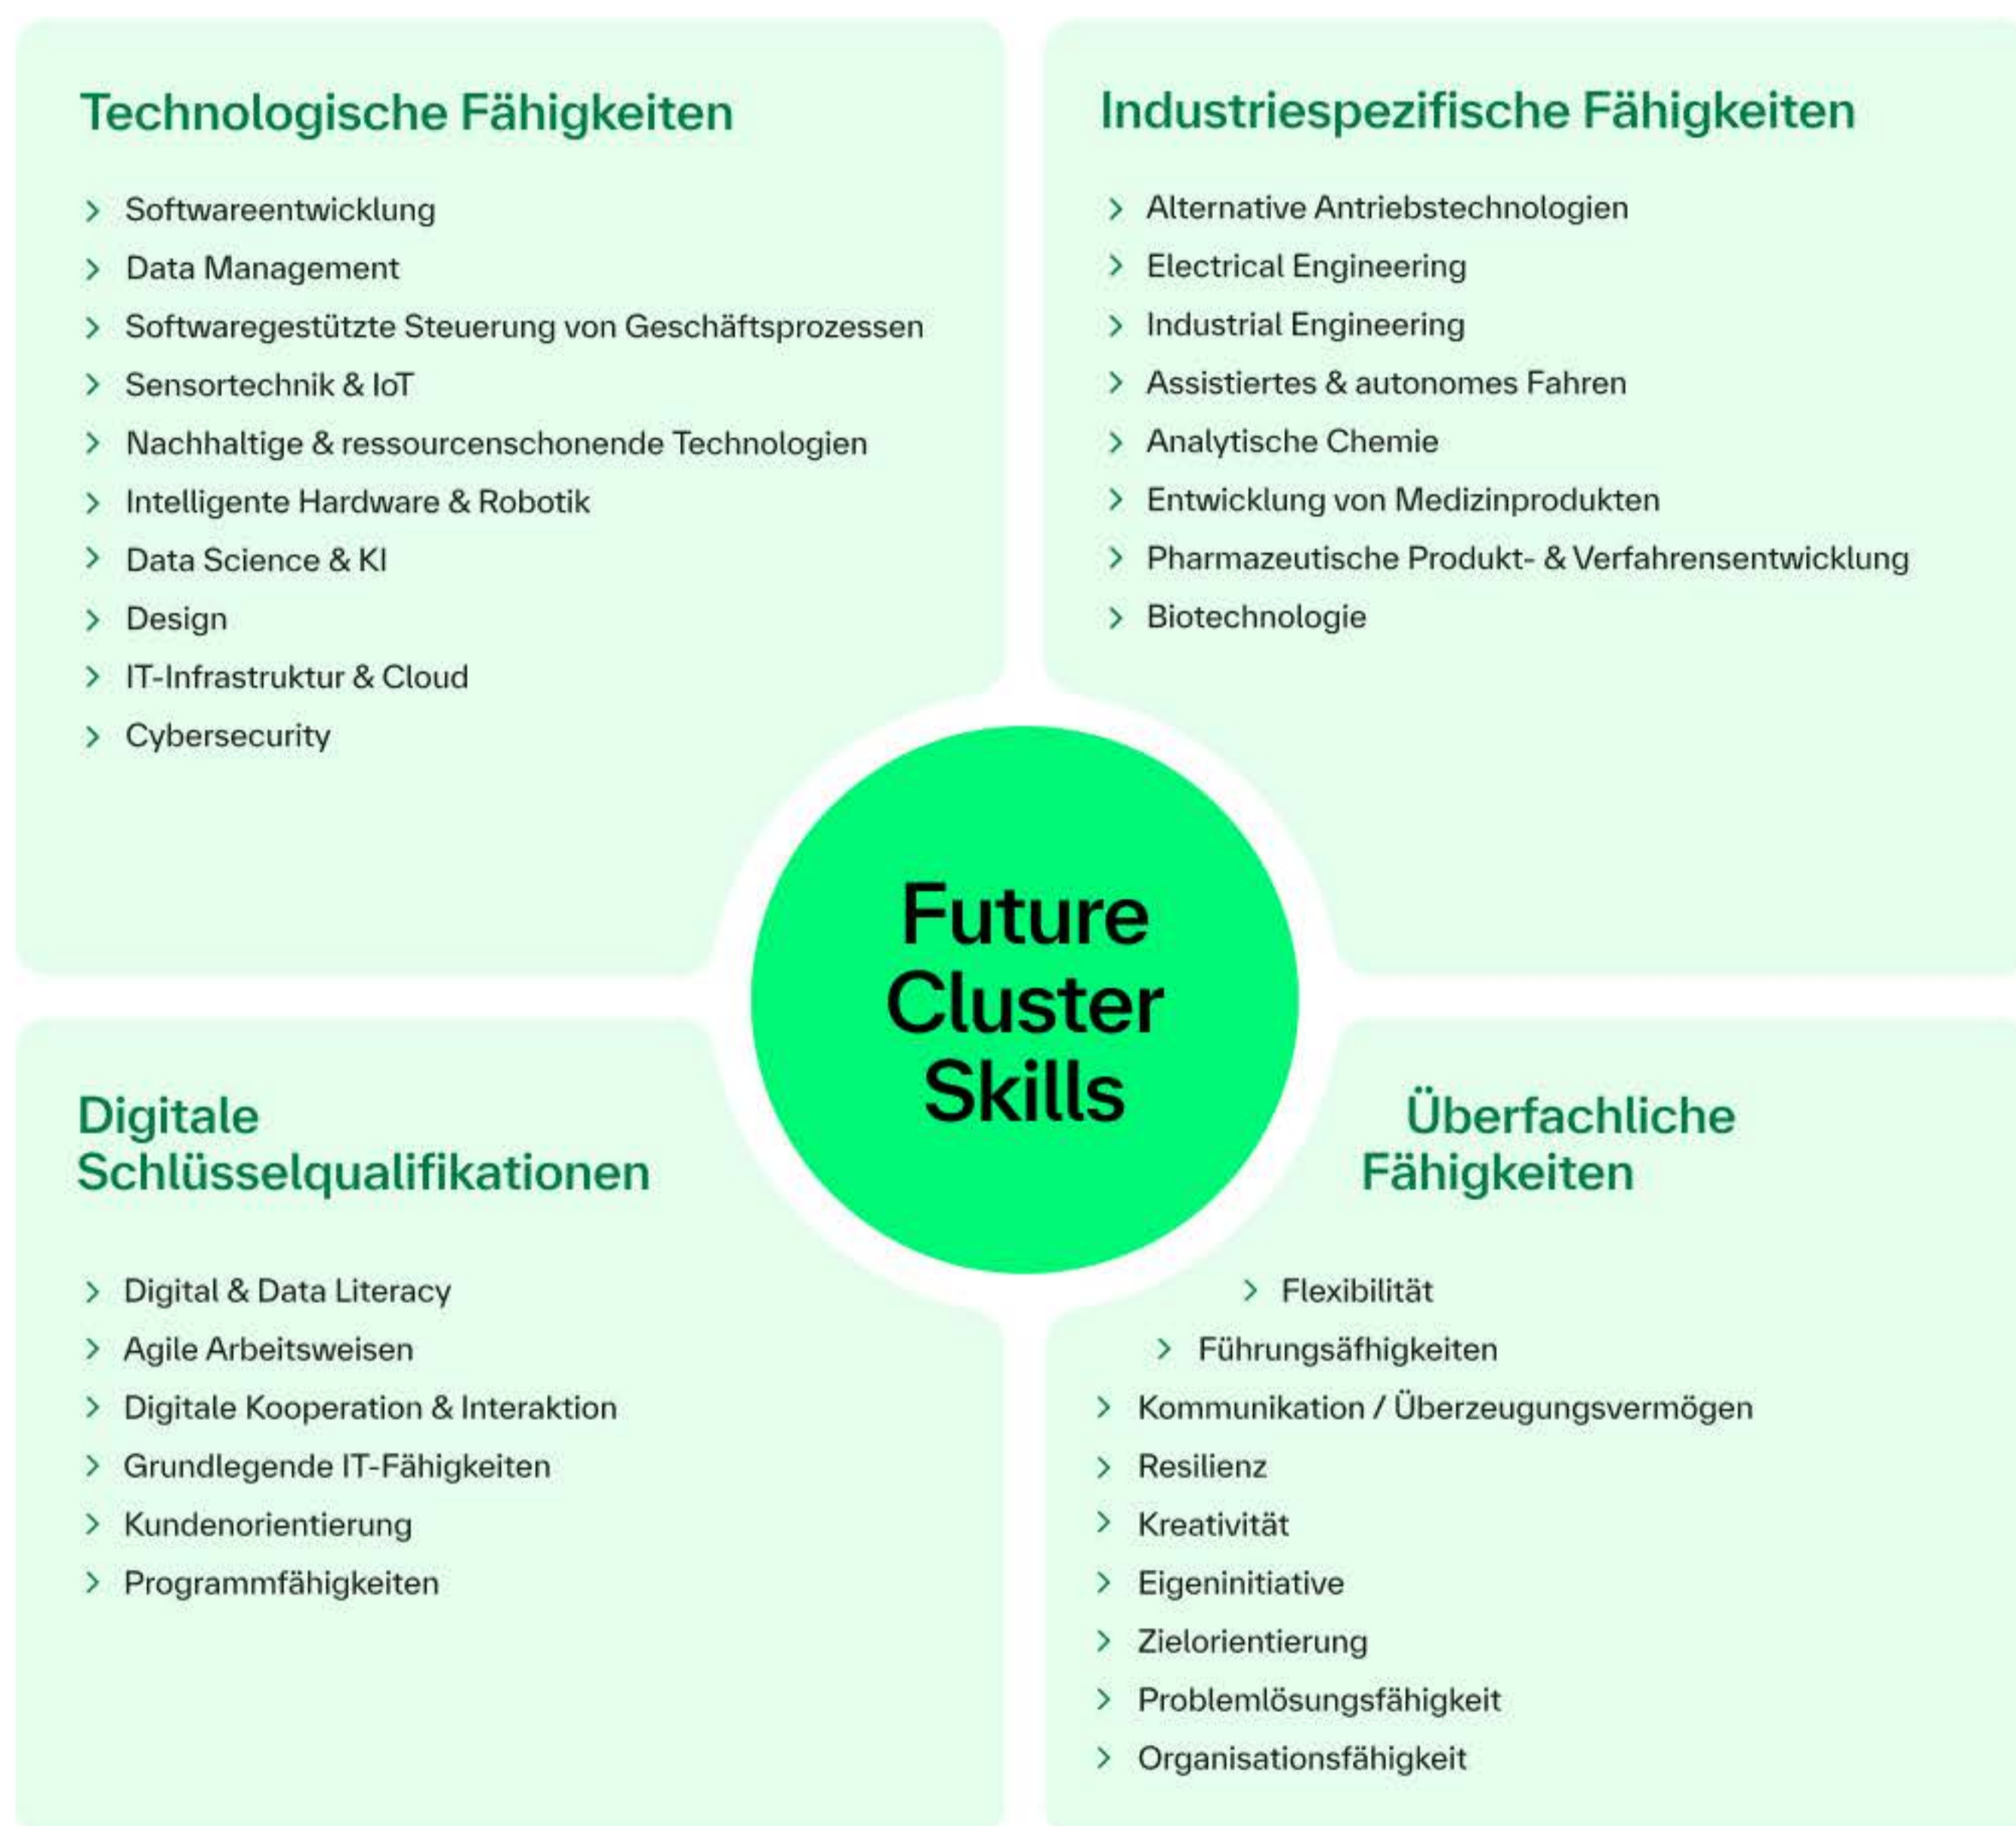 Technologische Fähigkeiten
Softwareentwicklung
Data Management
Softwaregestützte Steuerung von Geschäftsprozessen
Sensortechnik & IoT
Nachhaltige & ressourcenschonende Technologien
Intelligente Hardware & Robotik
Data Science & KI
Design
IT-Infrastruktur & Cloud
Cybersecurity
Industriespezifische Fähigkeiten
Alternative Antriebstechnologien
Electrical Engineering
Industrial Engineering
Assistiertes & autonomes Fahren
Analytische Chemie
Entwicklung von Medizinprodukten
Pharmazeutische Produkt- & Verfahrensentwicklung
Biotechnologie
Future
Cluster
Skills
Digitale
Schlüsselqualifikationen
Digital & Data Literacy
Agile Arbeitsweisen
Digitale Kooperation & Interaktion
Grundlegende IT-Fähigkeiten
Kundenorientierung
Programmfähigkeiten
Überfachliche
Fähigkeiten
Flexibilität
Führungsäfhigkeiten
Kommunikation / Überzeugungsvermögen
Resilienz
Kreativität
Eigeninitiative
Zielorientierung
Problemlösungsfähigkeit
Organisationsfähigkeit